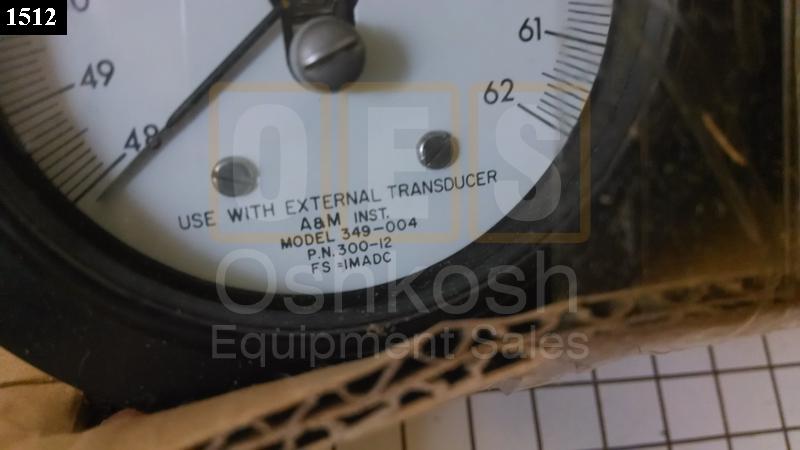 1512
61
49
62
48
USE WITH EXTERNAL TRANSDUCER
A&M INST.
MODEL 349-004
P.N. 300-12
FS =1MADC
OES
Oshkosh
Equipment Sales